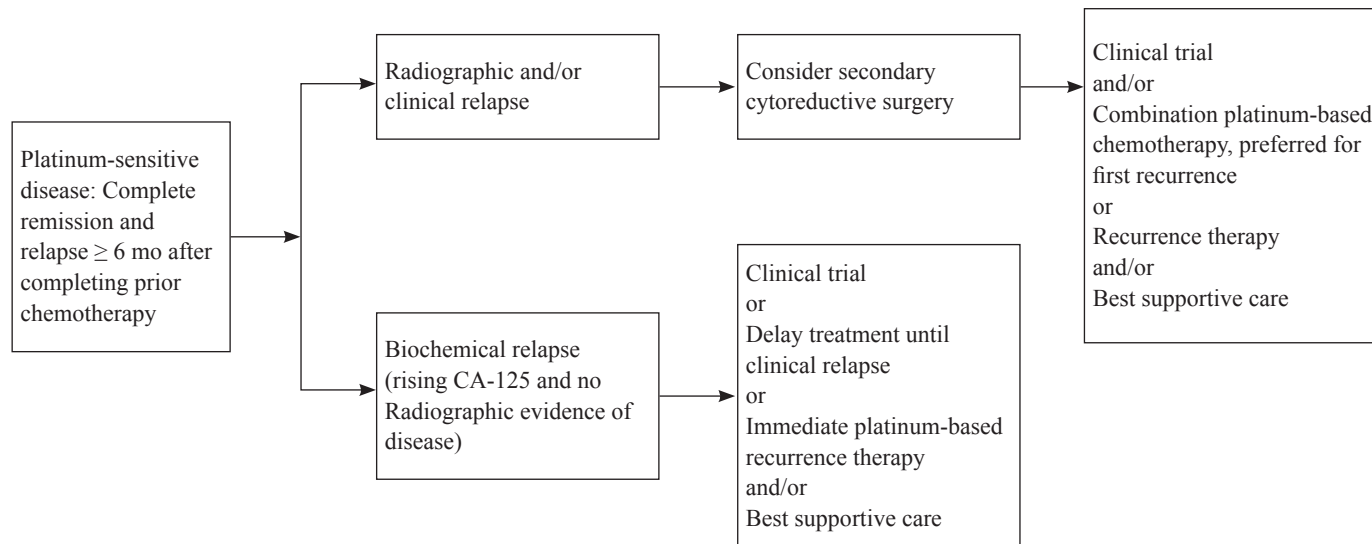 Platinum-sensitive
disease: Complete
remission and
relapse ≥ 6 mo after
completing prior
chemotherapy
Radiographic and/or
clinical relapse
Consider secondary
cytoreductive surgery
Clinical trial
and/or
Combination platinum-based
chemotherapy, preferred for
first recurrence
or
Recurrence therapy
and/or
Best supportive care
Biochemical relapse
(rising CA-125 and no
Radiographic evidence of
disease)
Clinical trial
or
Delay treatment until
clinical relapse
or
Immediate platinum-based
recurrence therapy
and/or
Best supportive care